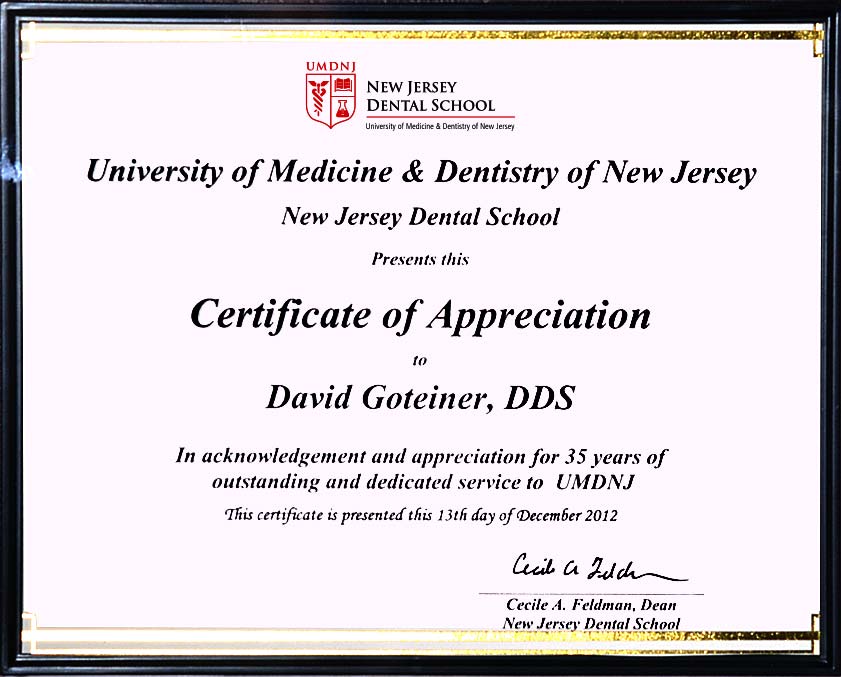 UMDNJ
NEW JERSEY
DENTAL SCHOOL
University of Medicine & Dentistry of New Jersey
University of Medicine & Dentistry of New Jersey
New Jersey Dental School
Presents this
Certificate of Appreciation
to
David Goteiner, DDS
In acknowledgement and appreciation for 35 years of
outstanding and dedicated service to UMDNJ
This certificate is presented this 13th day of December 2012
Cecile A Feldman
Cecile A. Feldman, Dean
New Jersey Dental School